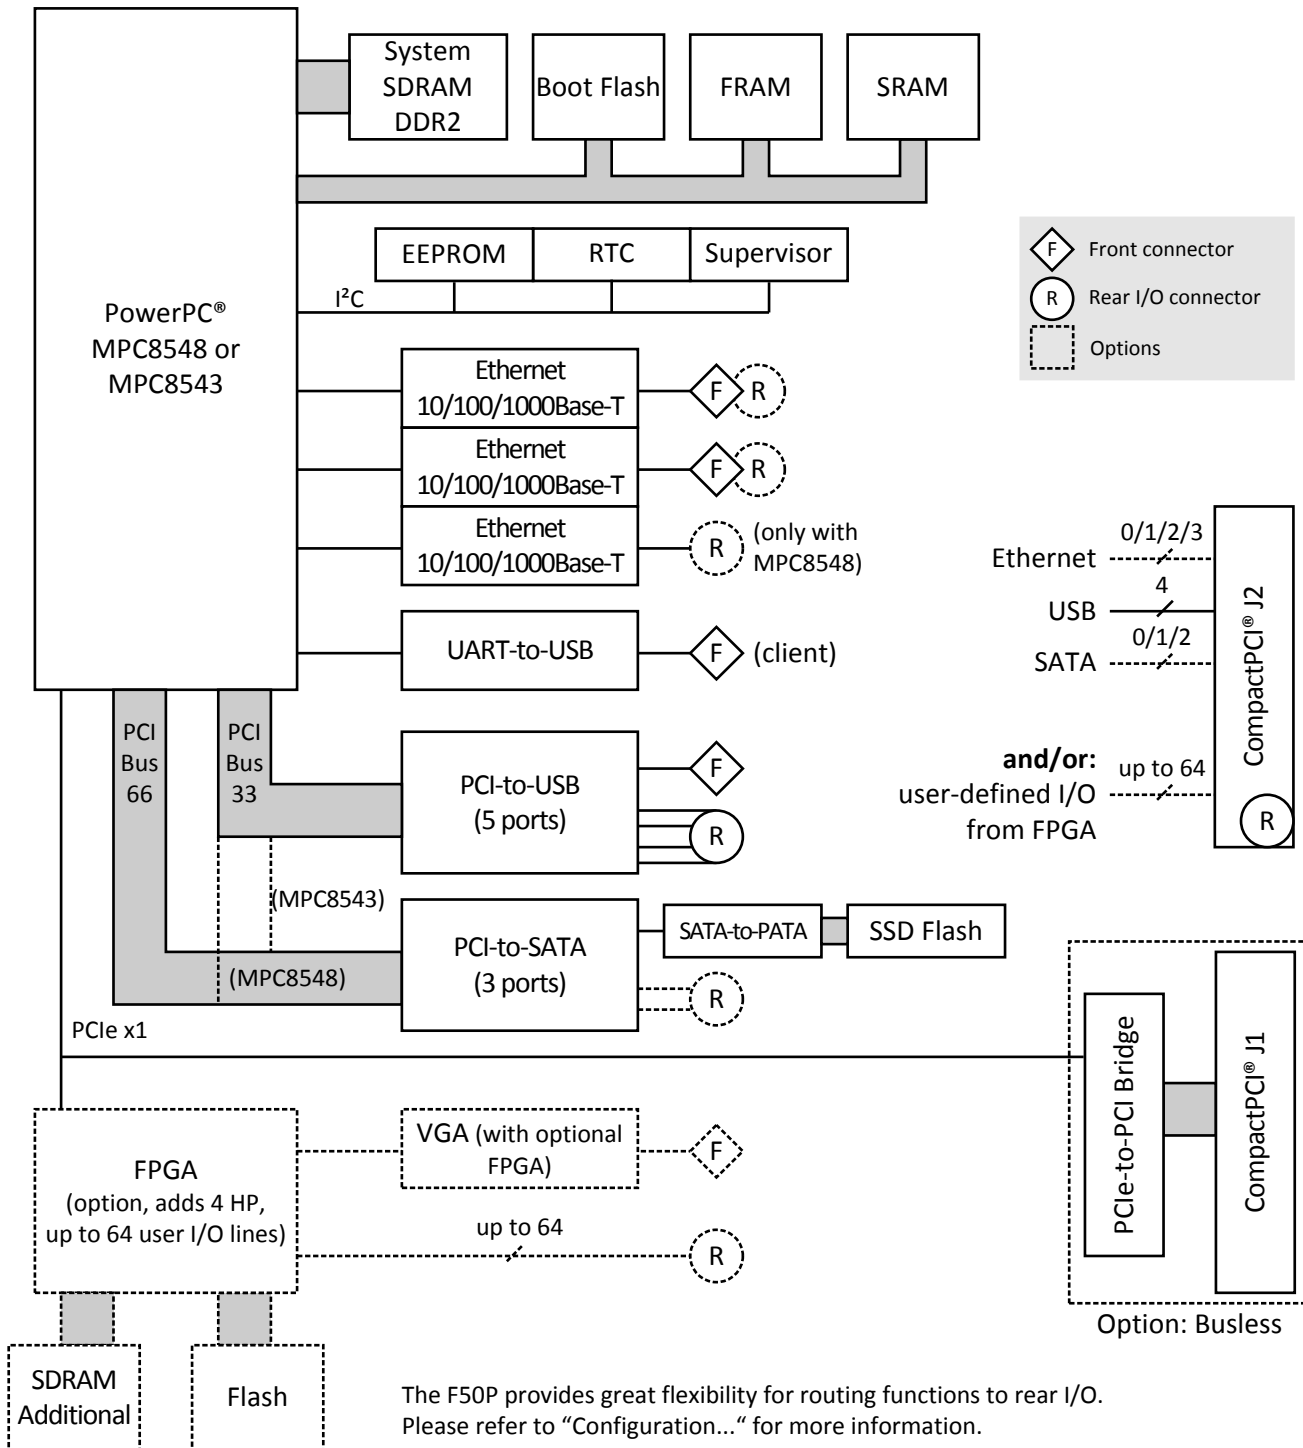 System
SDRAM
DDR2
Boot Flash
FRAM
SRAM
EEPROM
RTC
Supervisor
I²C
PowerPC®
MPC8548 or
MPC8543
F
Front connector
R
Rear I/O connector
Options
Ethernet
10/100/1000Base-T
F
R
Ethernet
10/100/1000Base-T
F
R
Ethernet
10/100/1000Base-T
R
(only with
MPC8548)
UART-to-USB
F
(client)
Ethernet
0/1/2/3
USB
4
SATA
0/1/2
and/or:
user-defined I/O
from FPGA
up to 64
CompactPCI® J2
R
PCI
Bus
66
PCI
Bus
33
PCI-to-USB
(5 ports)
F
R
(MPC8543)
(MPC8548)
PCI-to-SATA
(3 ports)
SATA-to-PATA
SSD Flash
R
PCIe x1
PCIe-to-PCI Bridge
CompactPCI® J1
Option: Busless
FPGA
(option, adds 4 HP,
up to 64 user I/O lines)
VGA (with optional
FPGA)
F
up to 64
R
SDRAM
Additional
Flash
The F50P provides great flexibility for routing functions to rear I/O.
Please refer to “Configuration...“ for more information.